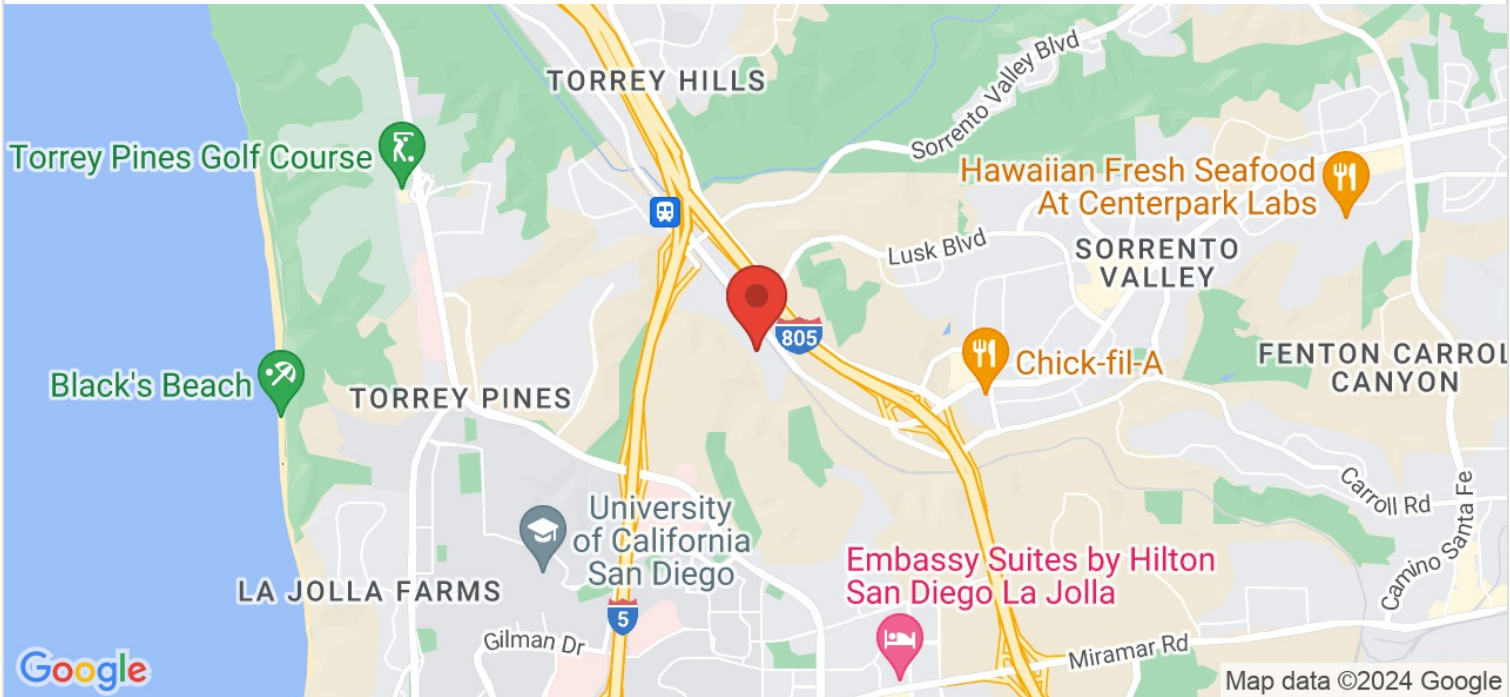 TORREY HILLS
Sorrento Valley Blvd
Torrey Pines Golf Course
Hawaiian Fresh Seafood
At Centerpark Labs
Lusk Blvd
SORRENTO
VALLEY
805
Chick-fil-A
FENTON CARROL
CANYON
Black's Beach
TORREY PINES
Carroll Rd
Camino Santa Fe
University
of California
San Diego
Embassy Suites by Hilton
San Diego La Jolla
LA JOLLA FARMS
5
Gilman Dr
Miramar Rd
Google
Map data ©2024 Google